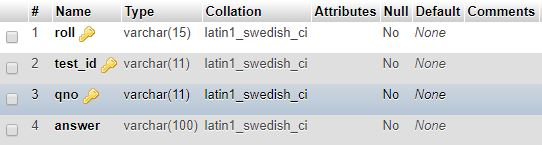 # Name Type Collation Attributes Null Default Comments
1 roll varchar(15) latin1_swedish_ci No None
2 test_id varchar(11) latin1_swedish_ci No None
3 qno varchar(11) latin1_swedish_ci No None
4 answer varchar(100) latin1_swedish_ci No None